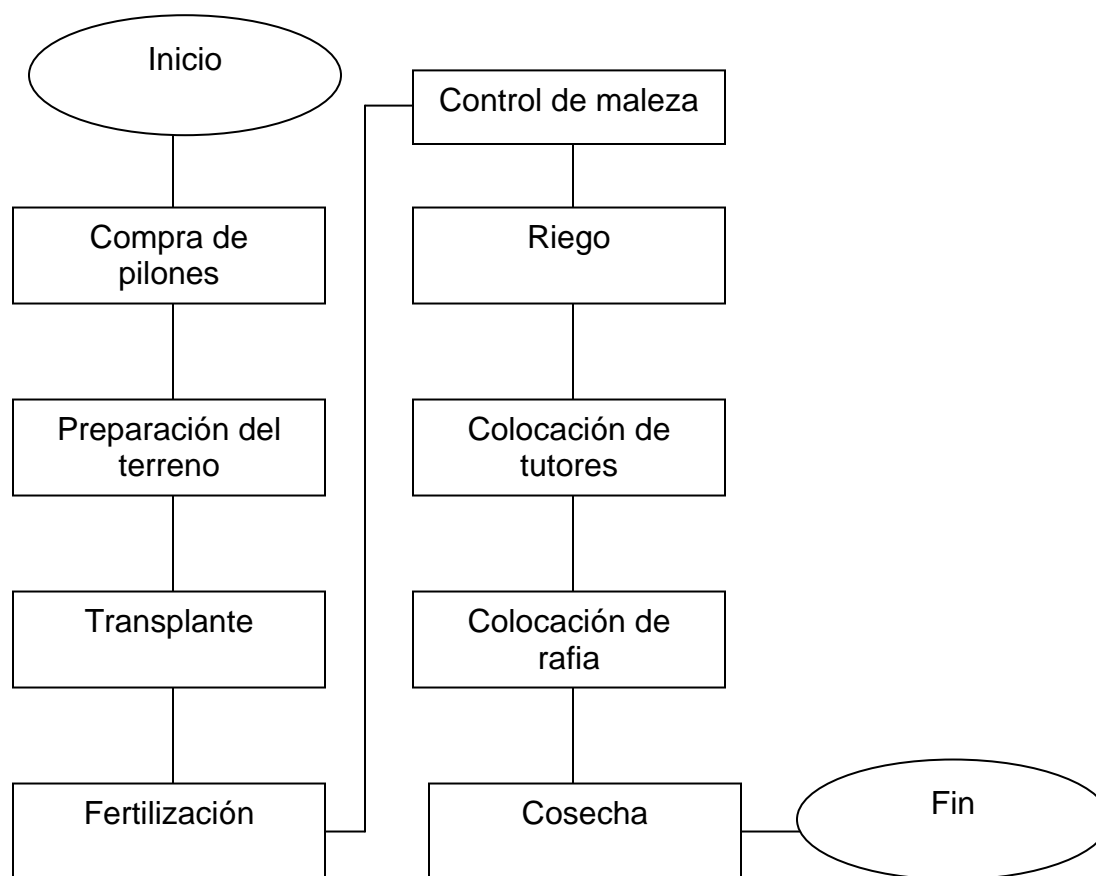 Inicio
Compra de
pilones
Preparación del
terreno
Transplante
Fertilización
Control de maleza
Riego
Colocación de
tutores
Colocación de
rafia
Cosecha
Fin